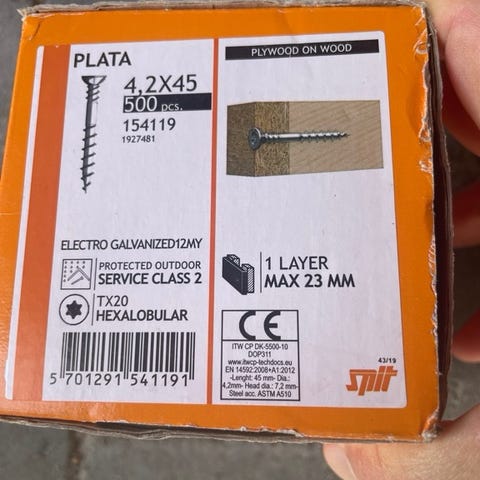 PLATA
4,2X45
500 pcs.
154119
1927481
ELECTRO GALVANIZED12MY
PROTECTED OUTDOOR
SERVICE CLASS 2
TX20
HEXALOBULAR
5 701291 541191
PLYWOOD ON WOOD
1 LAYER
MAX 23 MM
CE
ITW CP DK-5500-10
DOP311
www.itwcp-techdocs.eu
EN 14592:2008+A1:2012
-Lenght: 45 mm- Dia.:
4,2mm- Head dia.: 7,2 mm-
Steel acc. ASTM A510
43/19
spit